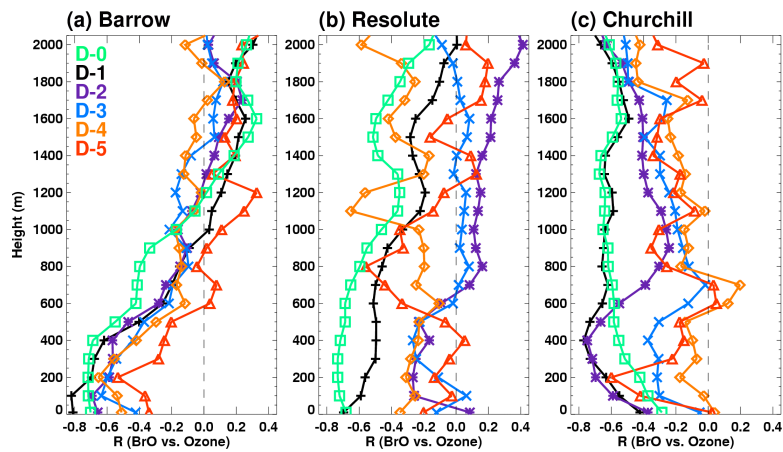 (a) Barrow (b) Resolute (c) Churchill
2000 2000 2000
D-0
1800 1800 1800
D-1
D-2
1600 1600 1600
D-3
D-4
1400 1400 1400
D-5
1200 1200 1200
Height (m)
1000 1000 1000
800 800 800
600 600 600
400 400 400
200 200 200
0 0 0
-0.8 -0.6 -0.4 -0.2 0.0 0.2 0.4 -0.8 -0.6 -0.4 -0.2 0.0 0.2 0.4 -0.8 -0.6 -0.4 -0.2 0.0 0.2 0.4
R (BrO vs. Ozone) R (BrO vs. Ozone) R (BrO vs. Ozone)